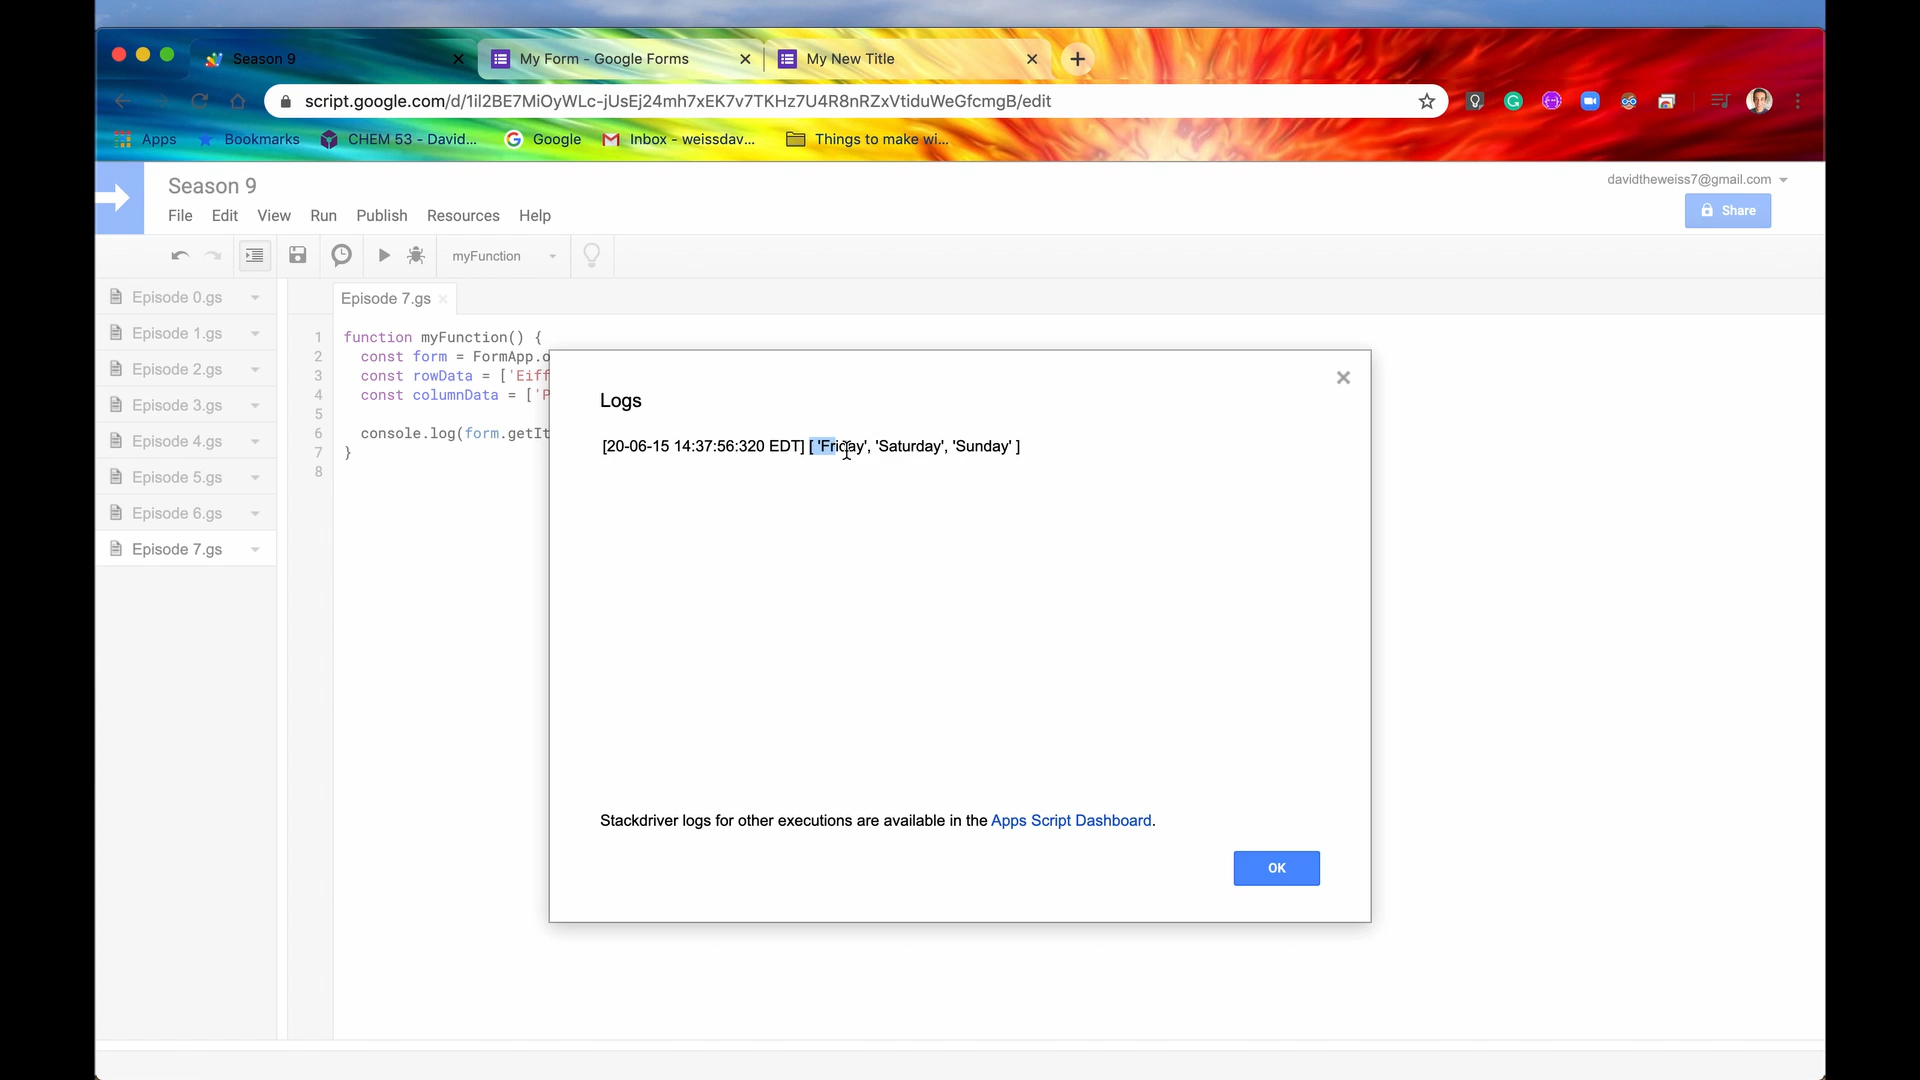 Season 9
My Form - Google Forms
My New Title
script.google.com/d/1il2BE7MiOyWLc-jUsEj24mh7xEK7v7TKHz7U4R8nRZxVtiduWeGfcmgB/edit
Apps
Bookmarks
CHEM 53 - David...
Google
Inbox - weissdav...
Things to make wi...
Season 9
davidtheweiss7@gmail.com
File Edit View Run Publish Resources Help
Share
myFunction
Episode 0.gs
Episode 1.gs
Episode 2.gs
Episode 3.gs
Episode 4.gs
Episode 5.gs
Episode 6.gs
Episode 7.gs
Episode 7.gs
1 function myFunction() {
2 const form = FormApp.o
3 const rowData = ['Eiff
4 const columnData = ['P
5
6 console.log(form.getIt
7 }
8
Logs
[20-06-15 14:37:56:320 EDT] [ 'Friday', 'Saturday', 'Sunday' ]
Stackdriver logs for other executions are available in the Apps Script Dashboard.
OK